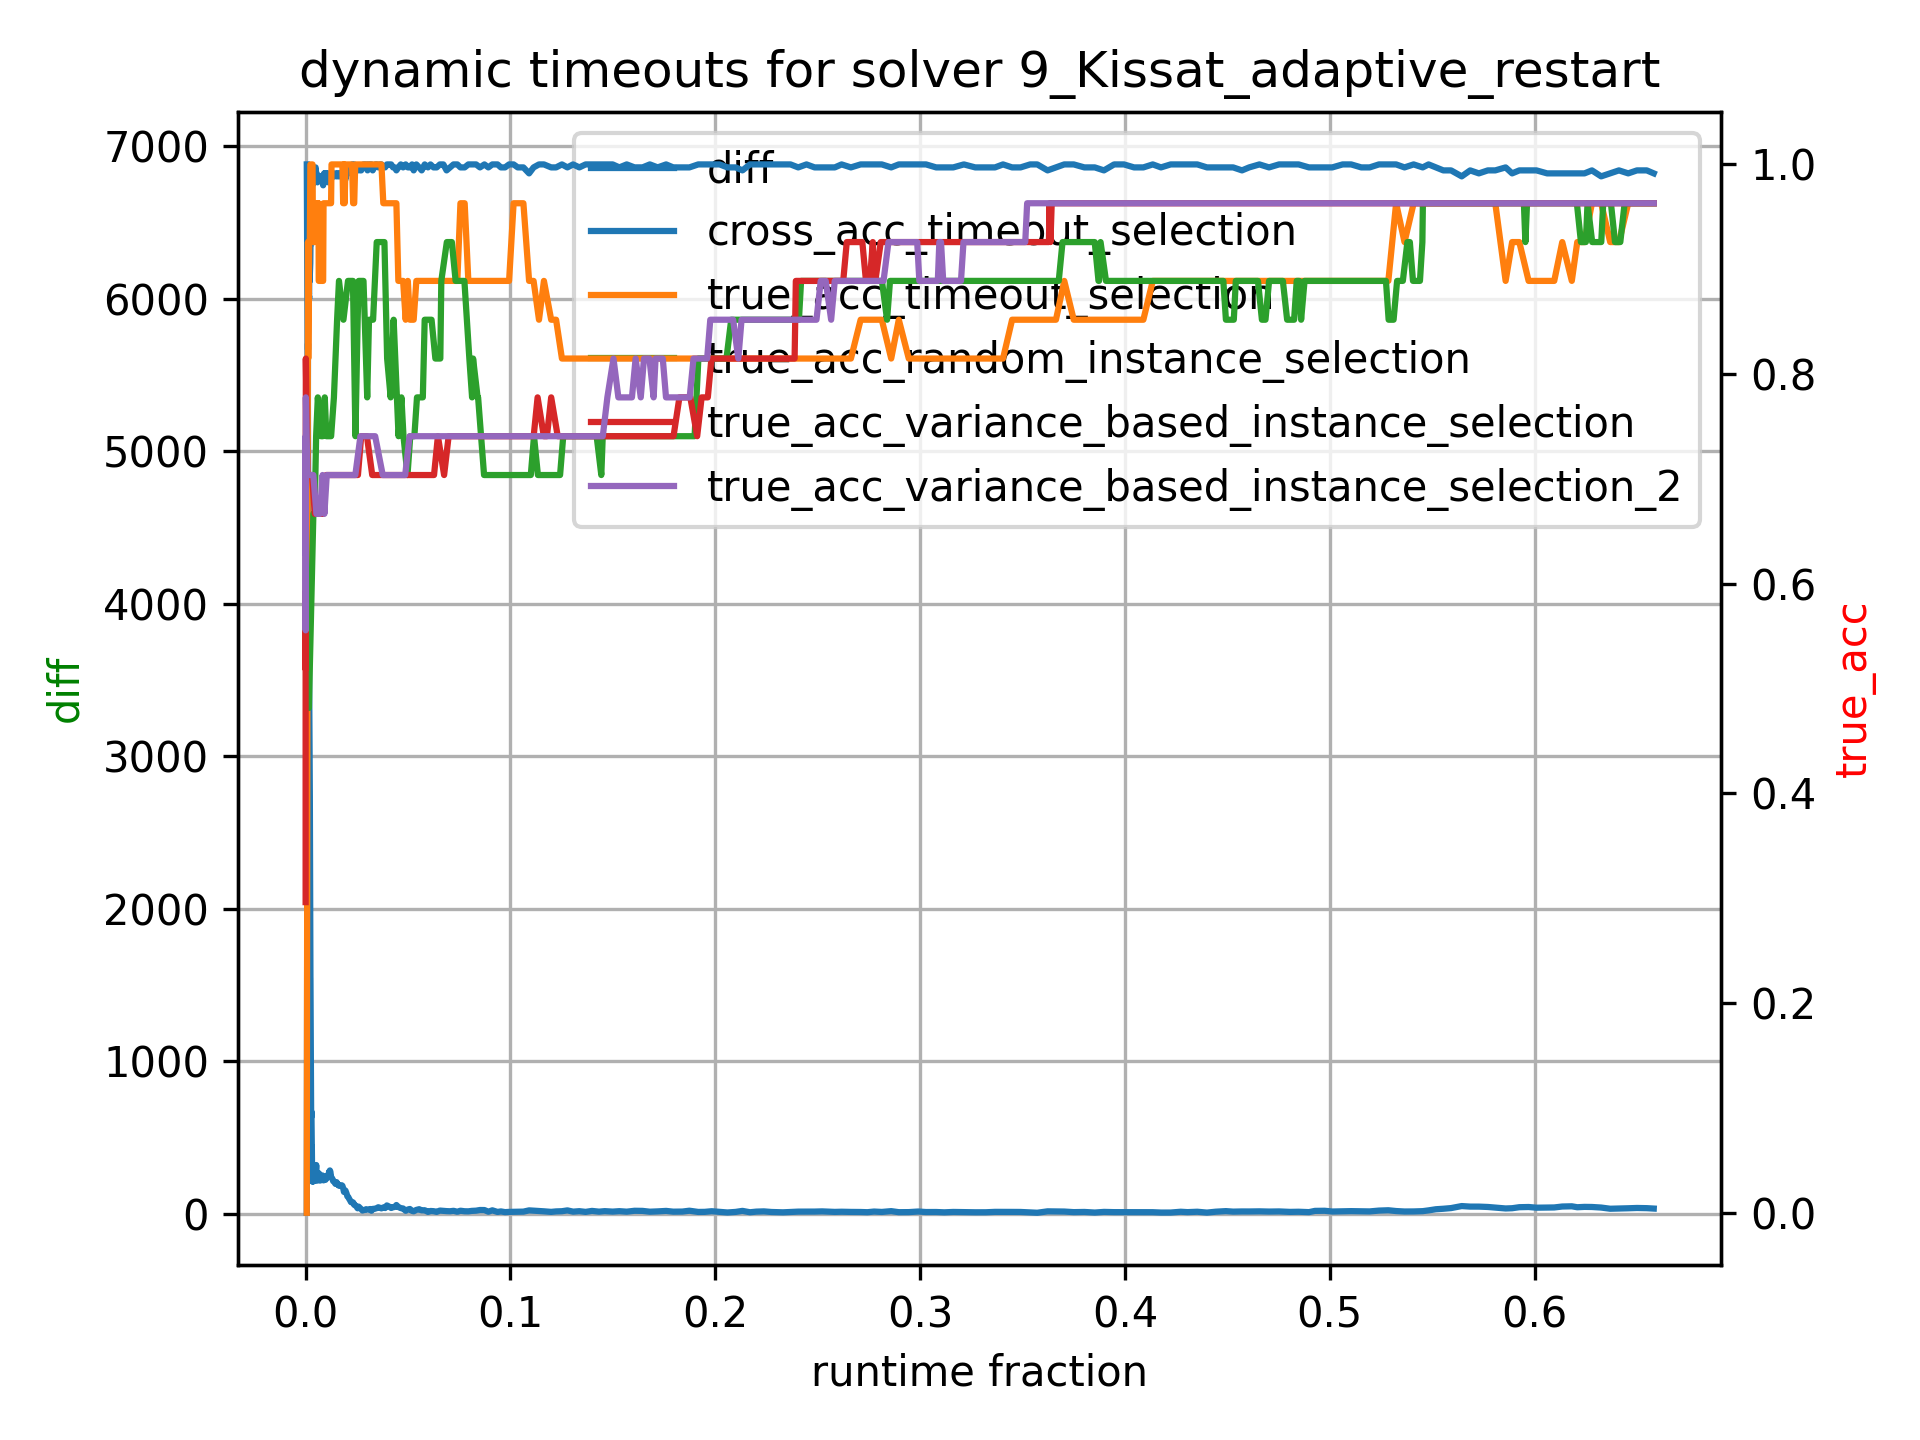 dynamic timeouts for solver 9_Kissat_adaptive_restart
7000
6000
5000
4000
3000
2000
1000
0
diff
diff
cross_acc_timeout_selection
true_acc_timeout_selection
true_acc_random_instance_selection
true_acc_variance_based_instance_selection
true_acc_variance_based_instance_selection_2
1.0
0.8
0.6
0.4
0.2
0.0
true_acc
0.0 0.1 0.2 0.3 0.4 0.5 0.6
runtime fraction